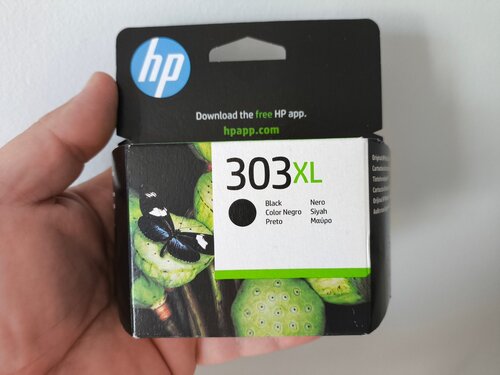 hp
Download the free HP app.
hpapp.com
303XL
Black Nero
Color Negro Siyah
Preto Μαύρο